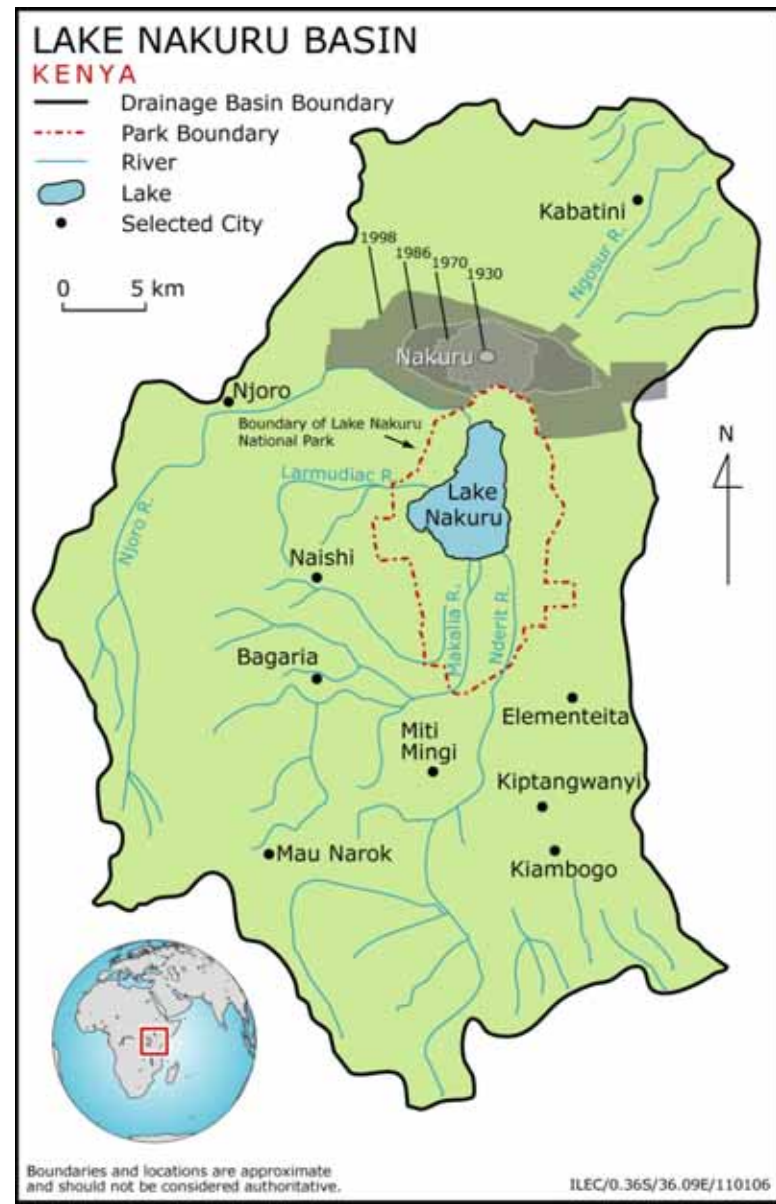 LAKE NAKURU BASIN
KENYA
Drainage Basin Boundary
Park Boundary
River
Lake
Selected City
0 5 km
Kabatini
Ngosur R.
1998
1986
1970
1930
Nakuru
Njoro
Boundary of Lake Nakuru
National Park
N
Larmudiac R.
Lake
Nakuru
Njoro R.
Naishi
Makalia R.
Nderit R.
Bagaria
Elementeita
Miti
Mingi
Kiptangwanyi
Mau Narok
Kiambogo
Boundaries and locations are approximate
and should not be considered authoritative.
ILEC/0.36S/36.09E/110106